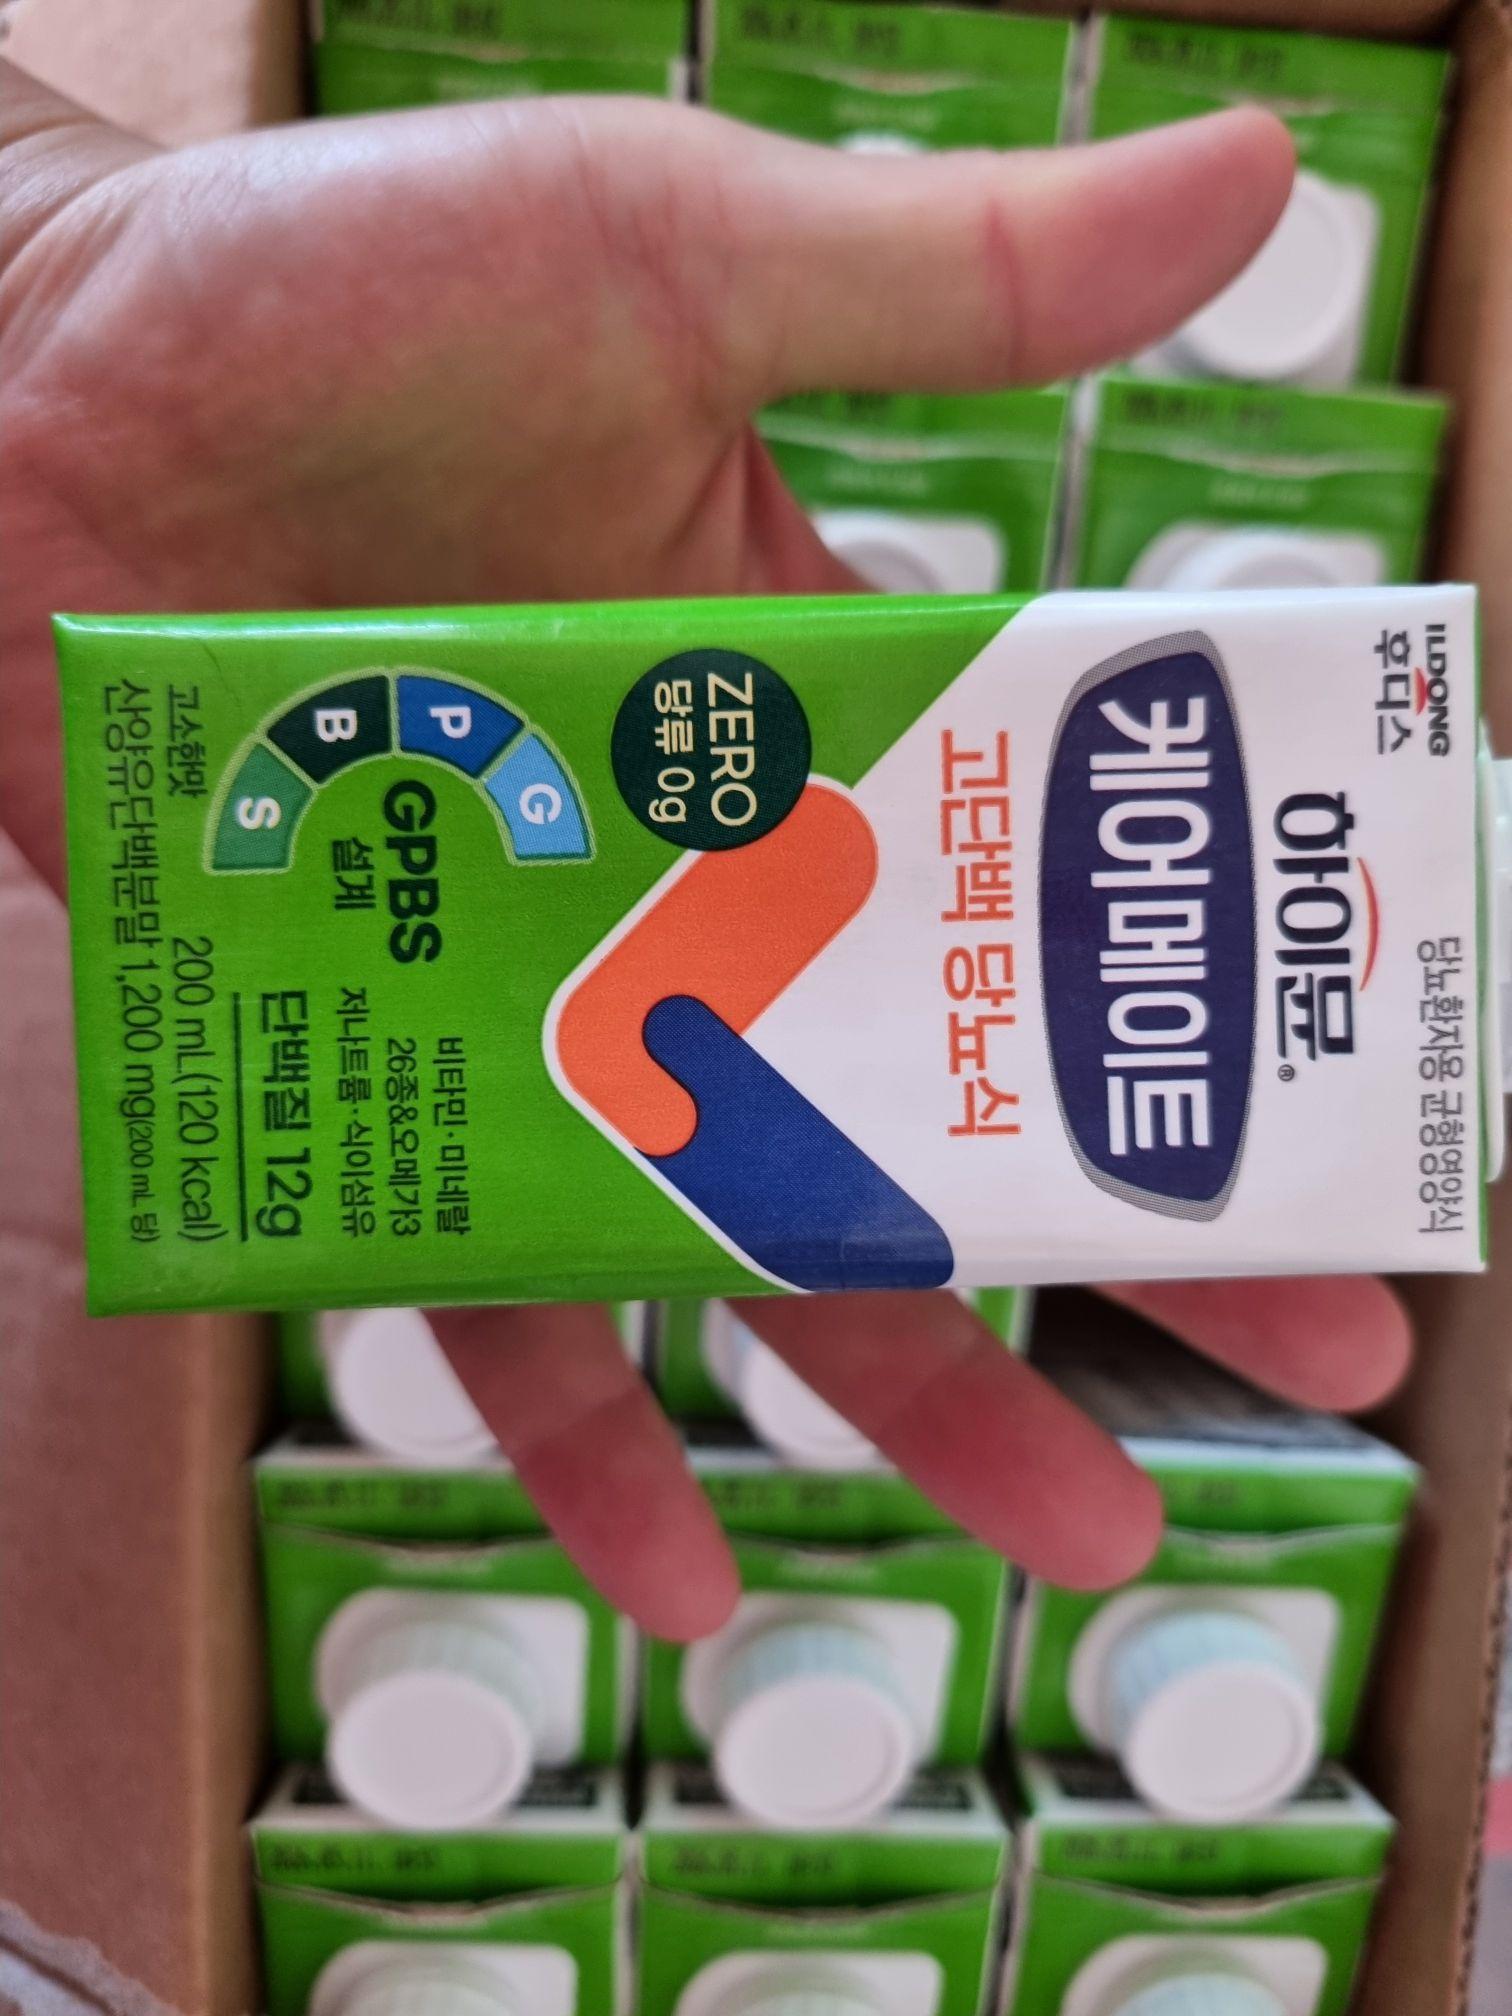 ILDONG
후디스
당뇨환자용 균형영양식
하이뮨®
케어메이트
고단백 당뇨식
ZERO
당류 0g
G
P
B
S
GPBS
설계
비타민·미네랄
26종&오메가3
저나트륨·식이섬유
단백질 12g
고소한맛
200 mL(120 kcal)
산양유단백분말 1,200 mg(200 mL 당)